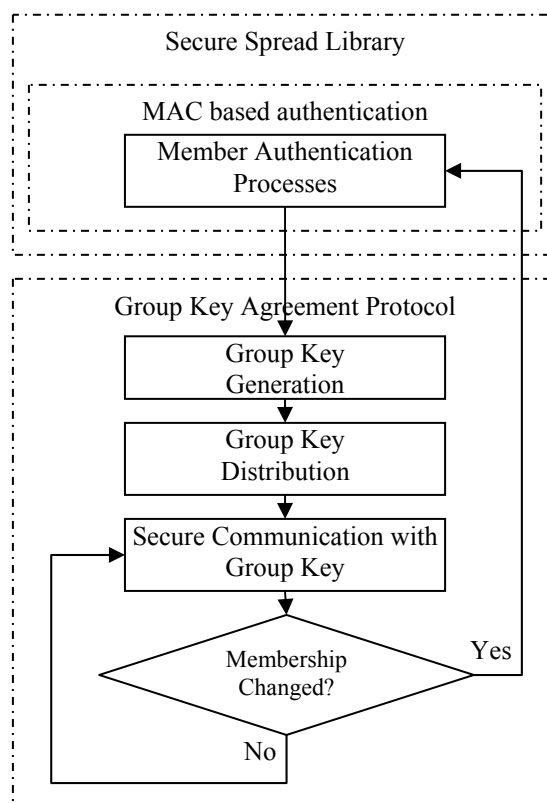 Secure Spread Library
MAC based authentication
Member Authentication
Processes
Group Key Agreement Protocol
Group Key
Generation
Group Key
Distribution
Secure Communication with
Group Key
Membership
Changed?
Yes
No